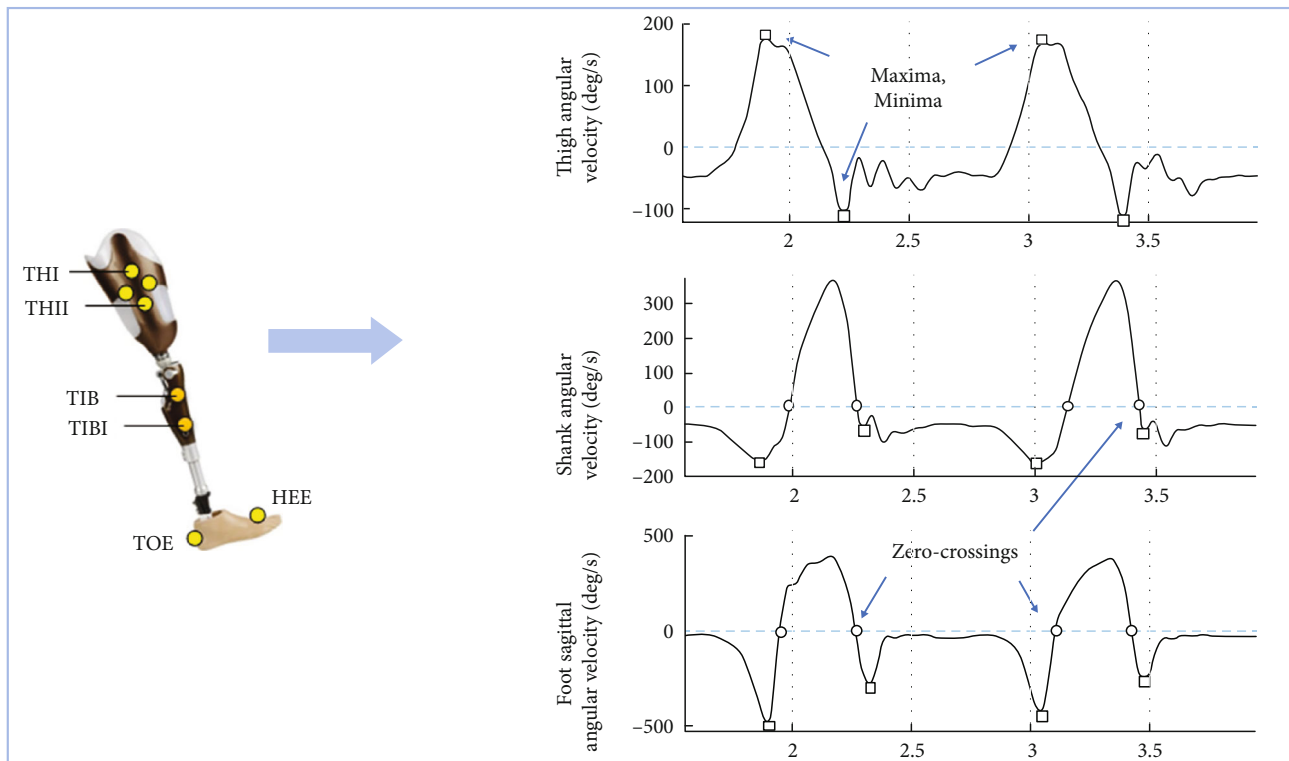 THI
THII
TIB
TIBI
HEE
TOE
Thigh angular
velocity (deg/s)
200
100
0
−100
2
2.5
3
3.5
Maxima,
Minima
Shank angular
velocity (deg/s)
300
200
100
0
−100
−200
2
2.5
3
3.5
Foot sagittal
angular velocity (deg/s)
500
0
−500
2
2.5
3
3.5
Zero-crossings